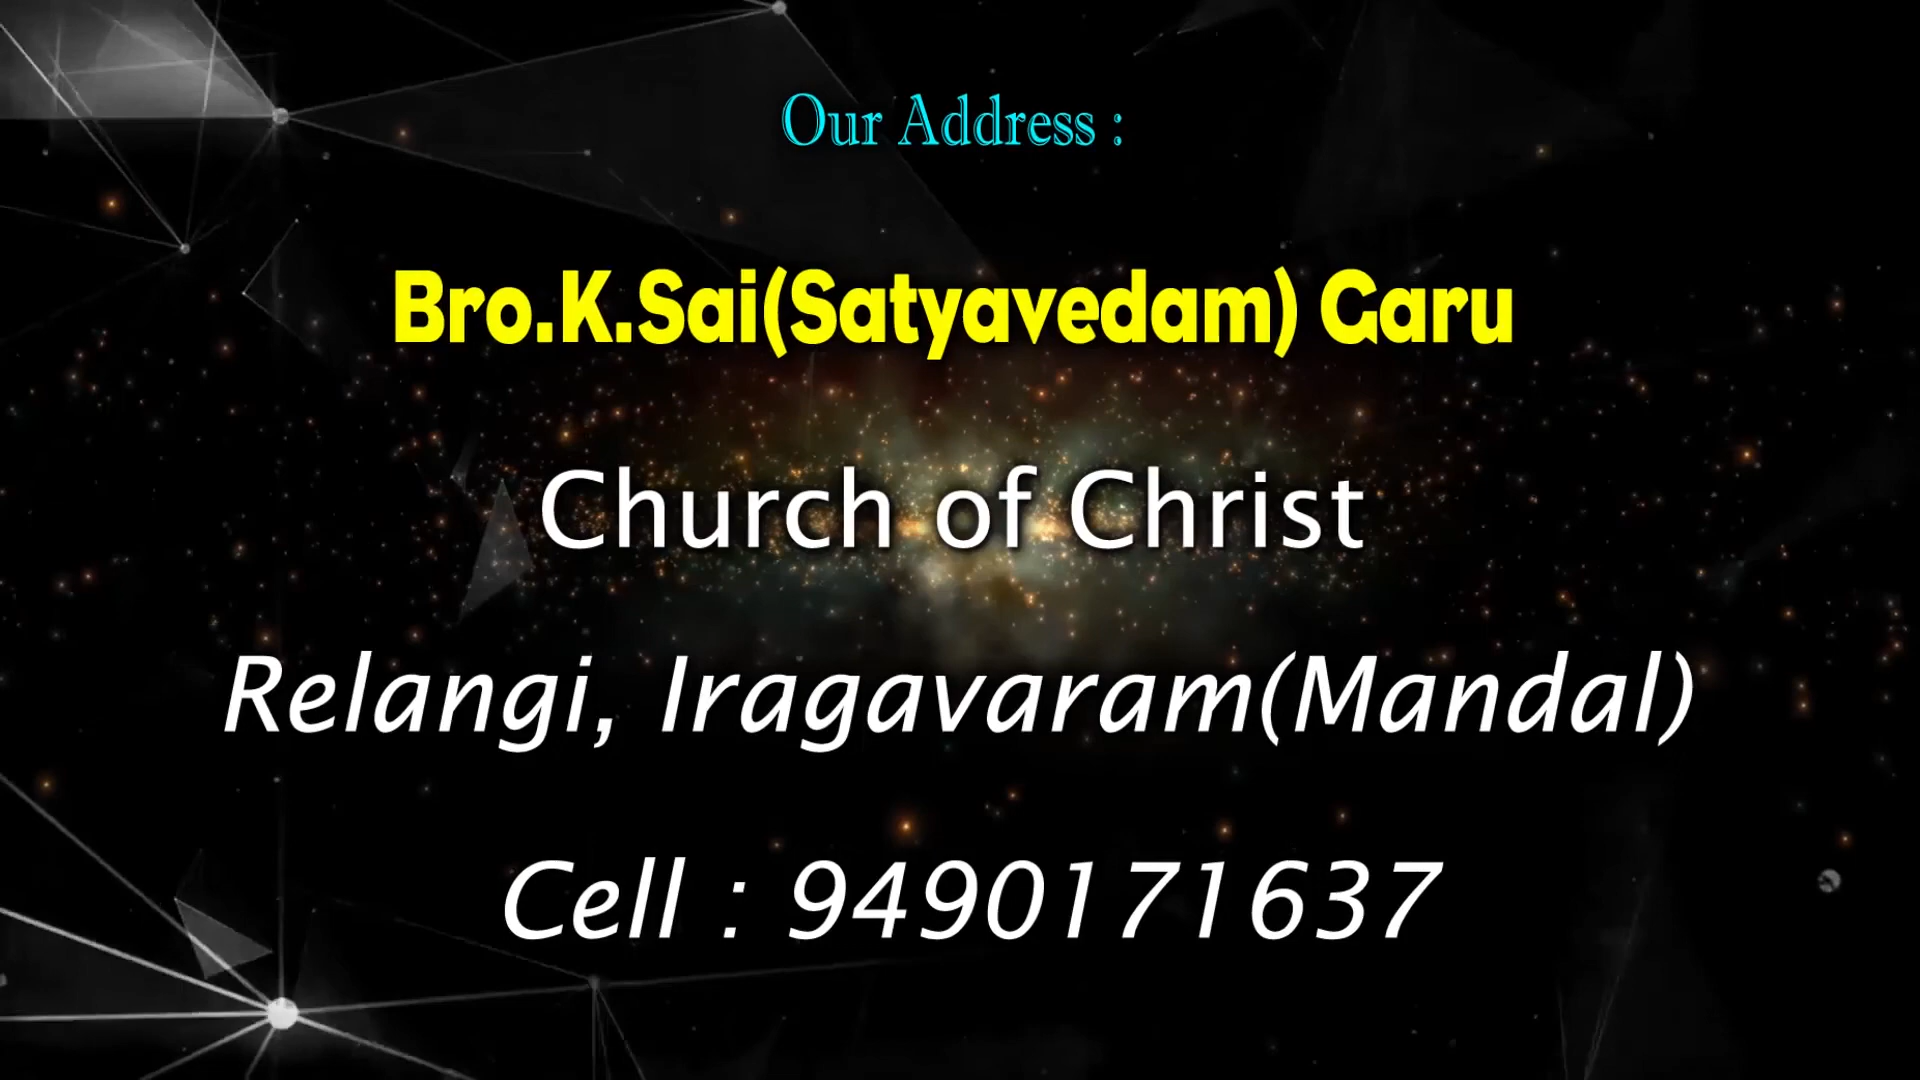 Our Address :
Bro.K.Sai(Satyavedam) Garu
Church of Christ
Relangi, Iragavaram(Mandal)
Cell : 9490171637